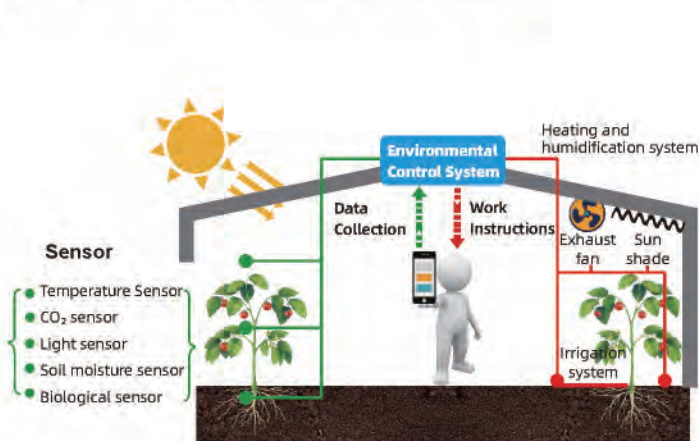 Heating and
humidification system
Environmental
Control System
Data
Collection
Work
Instructions
Exhaust
fan
Sun
shade
Sensor
Temperature Sensor
CO₂ sensor
Light sensor
Soil moisture sensor
Biological sensor
Irrigation
system